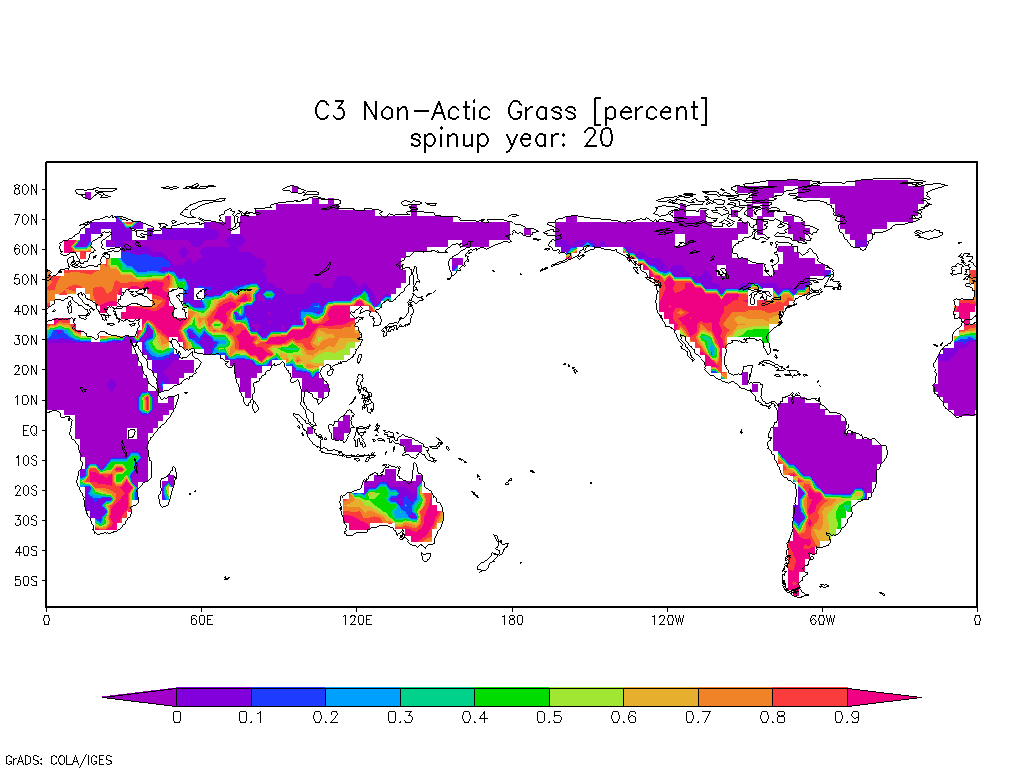 C3 Non-Actic Grass [percent]
spinup year: 20
80N
70N
60N
50N
40N
30N
20N
10N
EQ
10S
20S
30S
40S
50S
0 60E 120E 180 120W 60W 0
0 0.1 0.2 0.3 0.4 0.5 0.6 0.7 0.8 0.9
GrADS: COLA/IGES